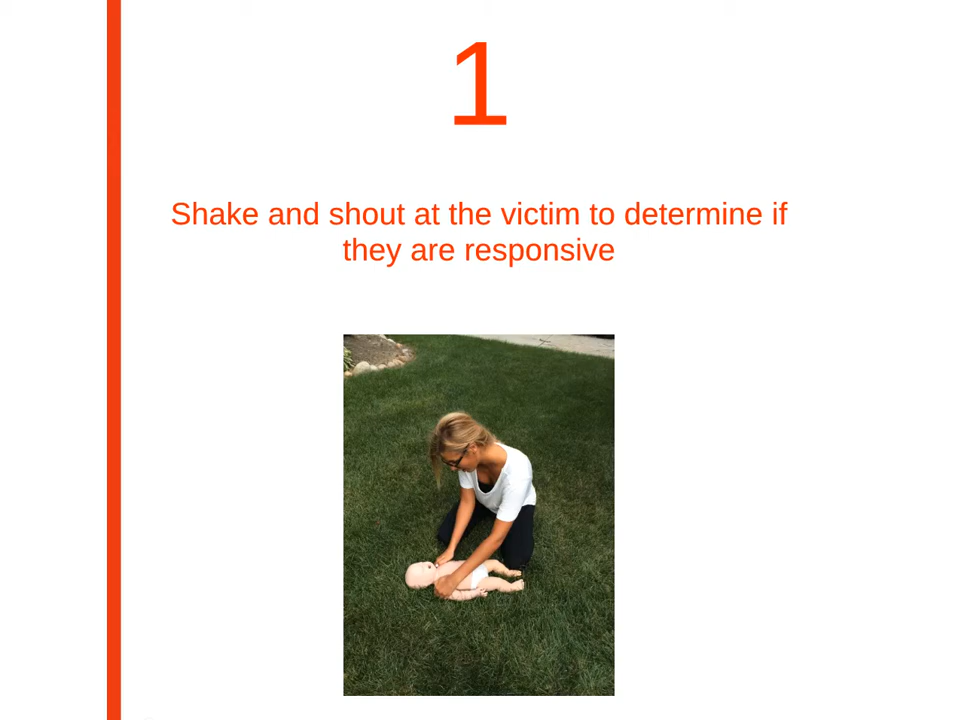 1
Shake and shout at the victim to determine if
they are responsive